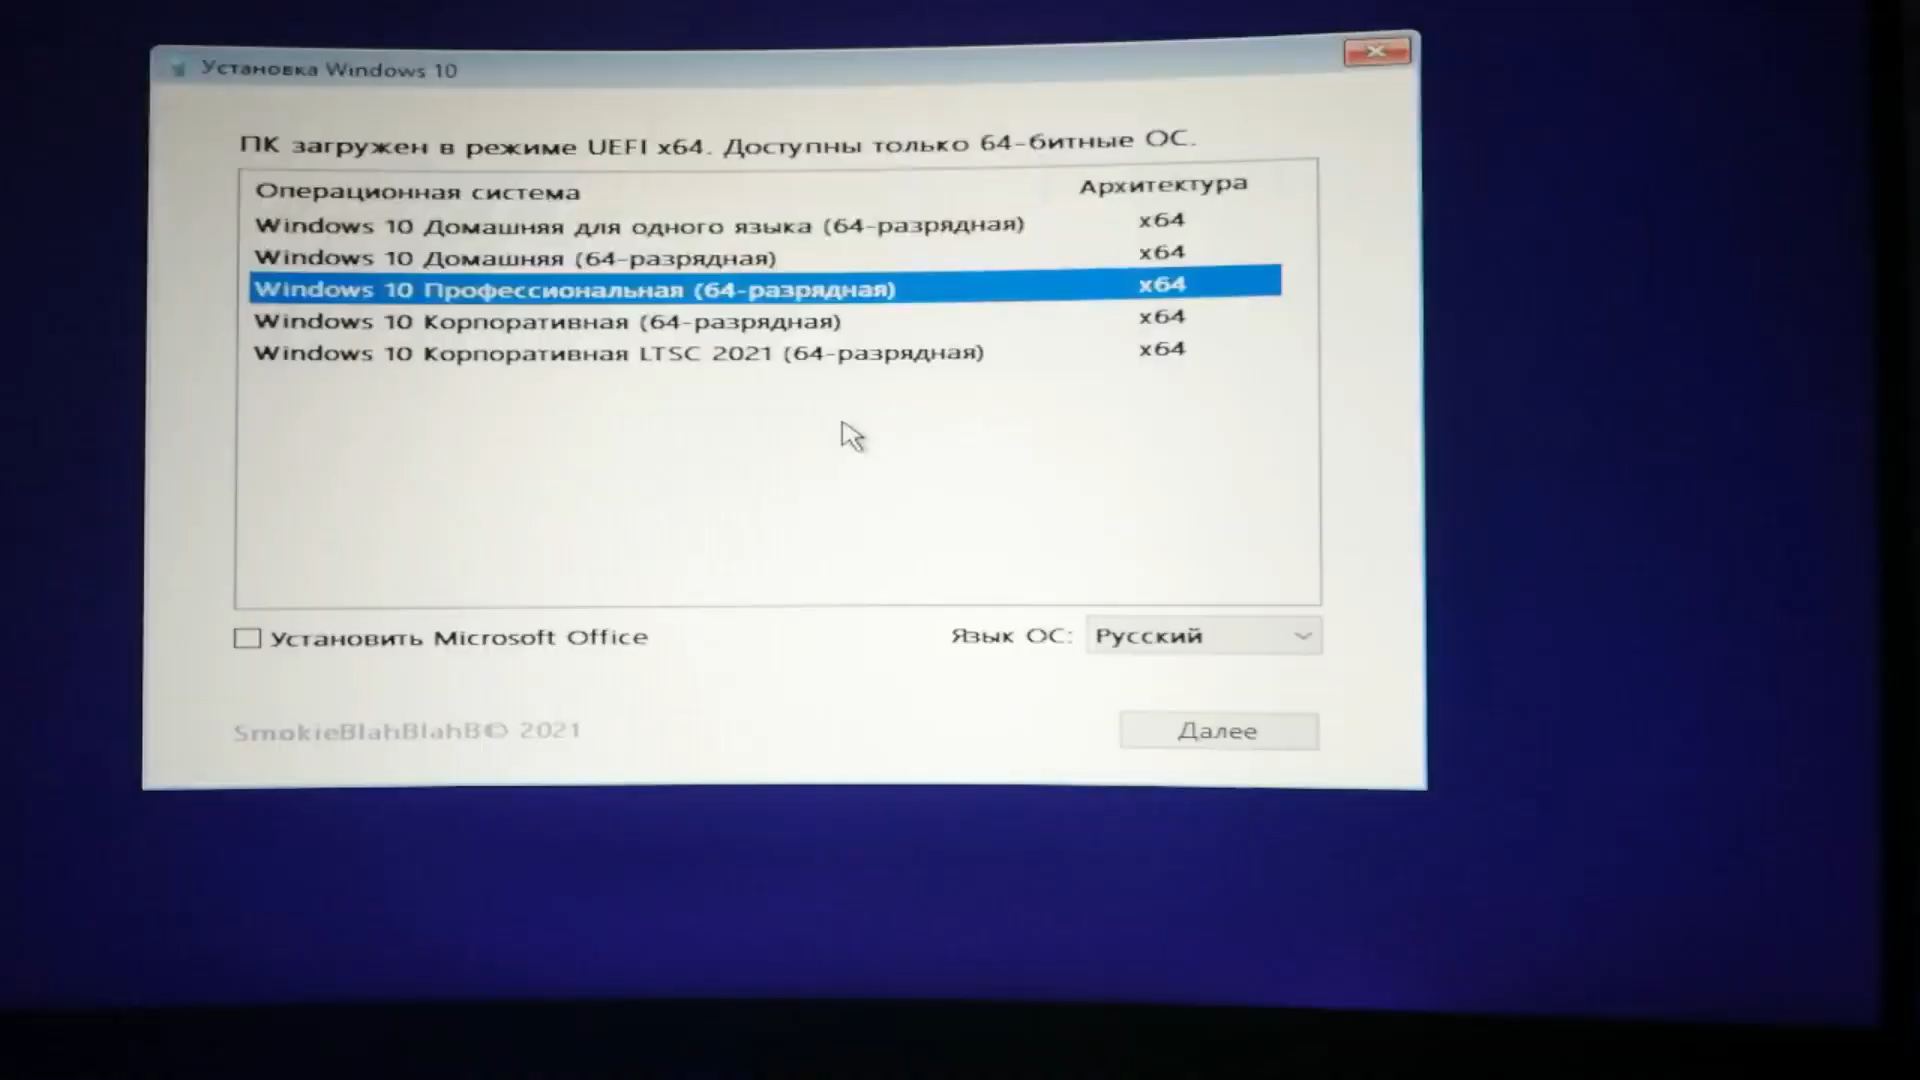 Установка Windows 10
ПК загружен в режиме UEFI x64. Доступны только 64-битные ОС.
Операционная система Архитектура
Windows 10 Домашняя для одного языка (64-разрядная) x64
Windows 10 Домашняя (64-разрядная) x64
Windows 10 Профессиональная (64-разрядная) x64
Windows 10 Корпоративная (64-разрядная) x64
Windows 10 Корпоративная LTSC 2021 (64-разрядная) x64
Установить Microsoft Office Язык ОС: Русский
SmokieBlahBlahB© 2021 Далее